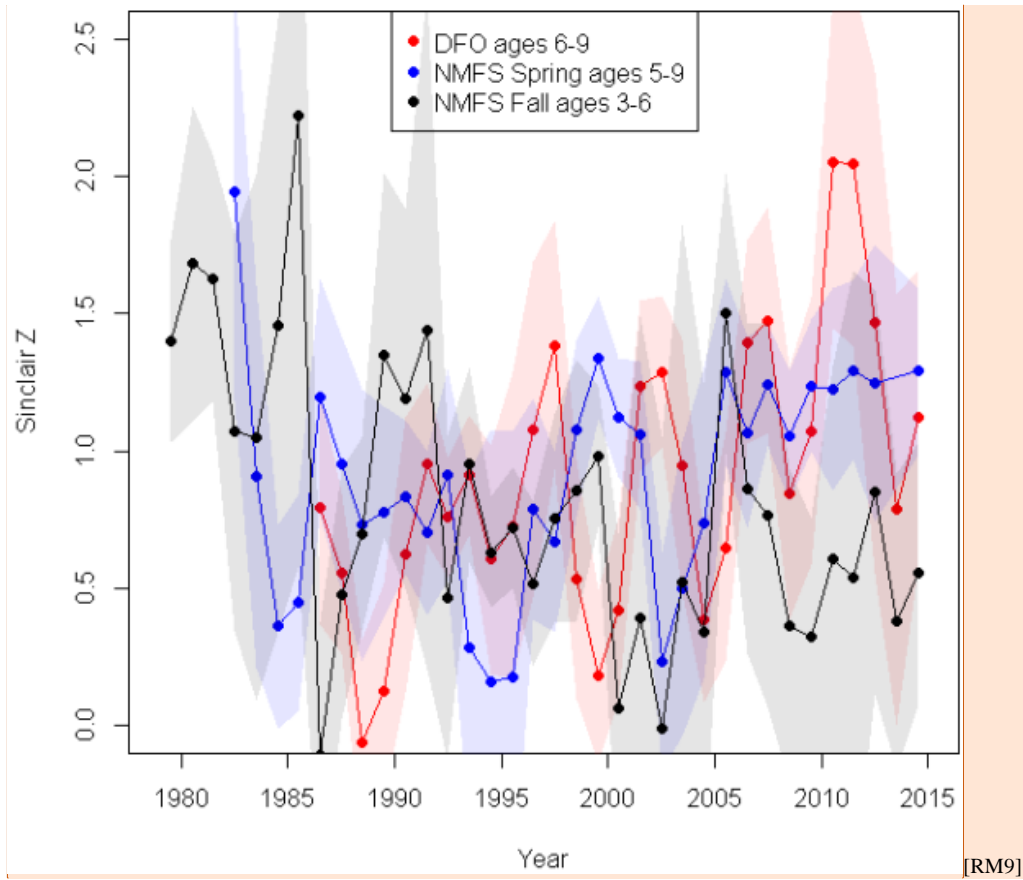 DFO ages 6-9
NMFS Spring ages 5-9
NMFS Fall ages 3-6
2.5
2.0
1.5
1.0
0.5
0.0
Sinclair Z
1980 1985 1990 1995 2000 2005 2010 2015
Year
[RM9]